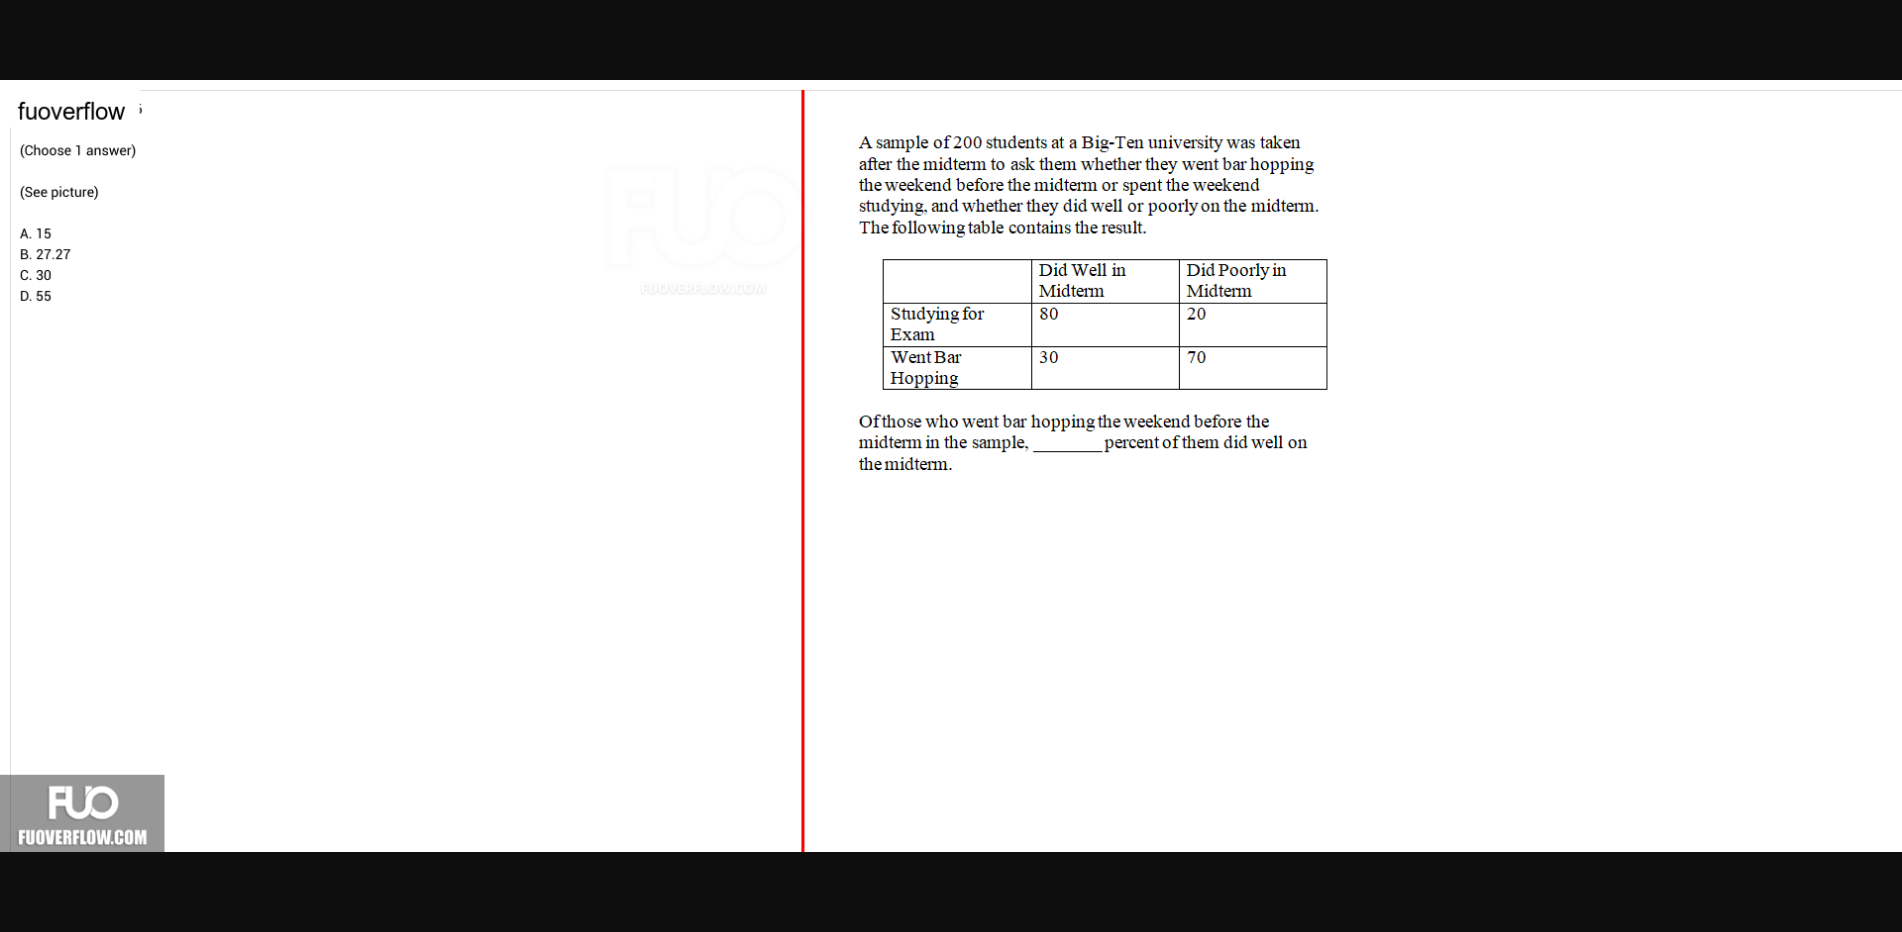 fuoverflow
(Choose 1 answer)
(See picture)
A. 15
B. 27.27
C. 30
D. 55
FUO
FUOVERFLOW.COM
A sample of 200 students at a Big-Ten university was taken
after the midterm to ask them whether they went bar hopping
the weekend before the midterm or spent the weekend
studying, and whether they did well or poorly on the midterm.
The following table contains the result.
Did Well in Did Poorly in
Midterm Midterm
Studying for 80 20
Exam
Went Bar 30 70
Hopping
Of those who went bar hopping the weekend before the
midterm in the sample, ________ percent of them did well on
the midterm.
FUO
FUOVERFLOW.COM